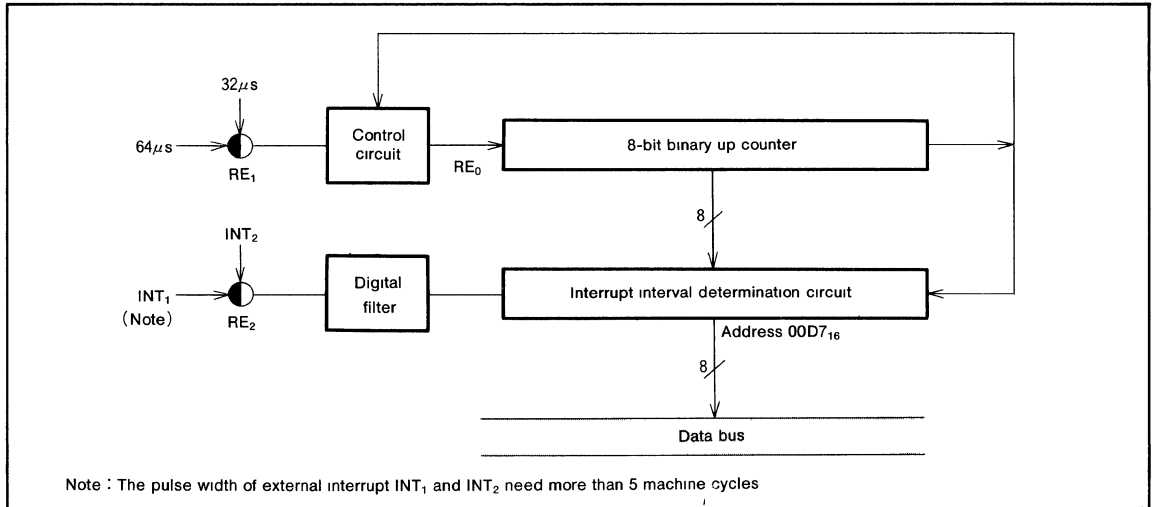 32μs
64μs
RE₁
Control
circuit
RE₀
8-bit binary up counter
8
INT₂
INT₁
(Note)
RE₂
Digital
filter
Interrupt interval determination circuit
Address 00D7₁₆
8
Data bus
Note : The pulse width of external interrupt INT₁ and INT₂ need more than 5 machine cycles